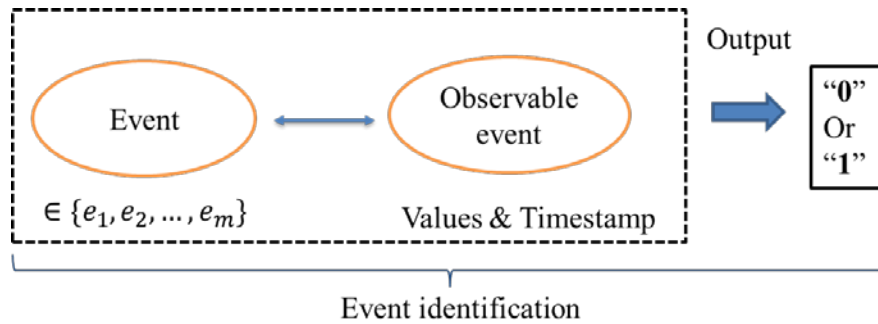 Output
Event
Observable
event
“0”
Or
“1”
∈ {e₁, e₂, … , eₘ}
Values & Timestamp
Event identification